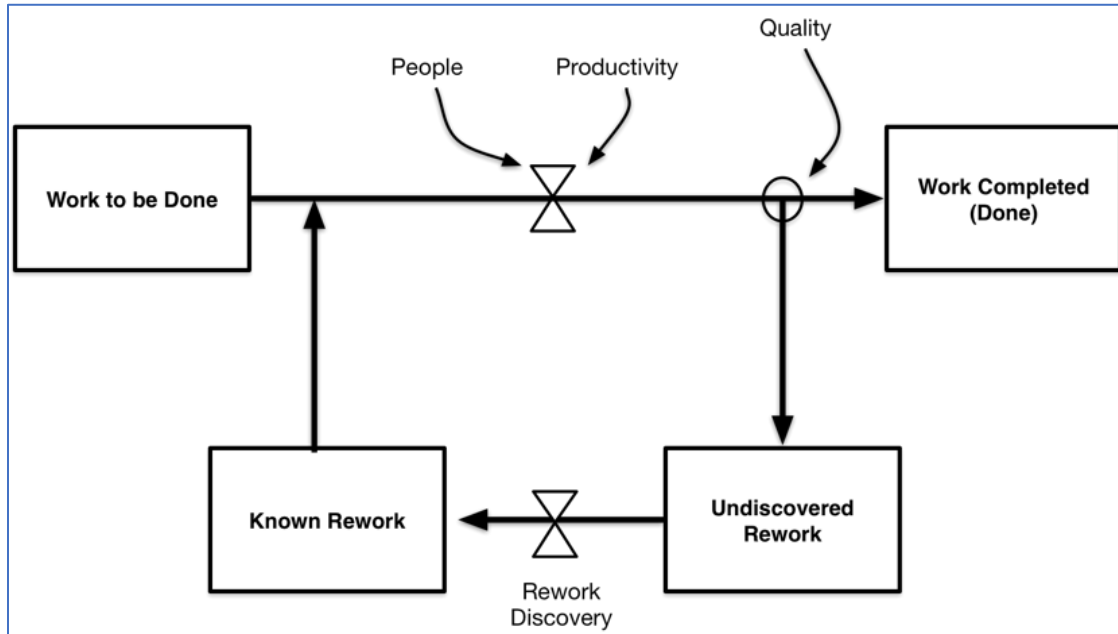 Quality
People
Productivity
Work to be Done
Work Completed
(Done)
Known Rework
Undiscovered
Rework
Rework
Discovery